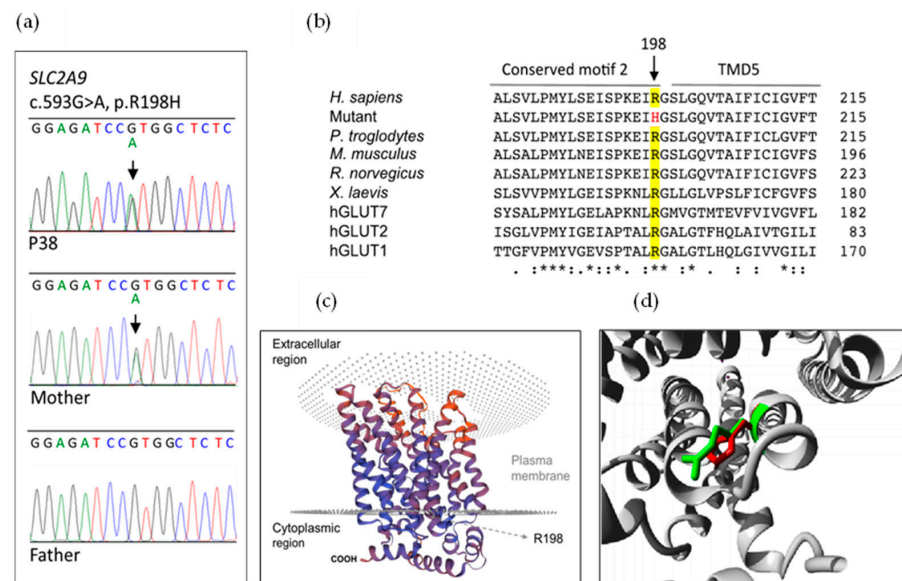 (a)
SLC2A9
c.593G>A, p.R198H
GGAGATCCGTGGCTCTC
A
P38
GGAGATCCGTGGCTCTC
A
Mother
GGAGATCCGTGGCTCTC
Father
(b)
198
Conserved motif 2 TMD5
H. sapiens ALSVLPMYLSEISPKEIRGSLGQVTAIFICIGVFT 215
Mutant ALSVLPMYLSEISPKEIHGSLGQVTAIFICIGVFT 215
P. troglodytes ALSVLPMYLSEISPKEIRGSLGQVTAIFICIGVFT 215
M. musculus ALSALPMYLNEISPKEIRGSLGQVTAIFICLGVFS 196
R. norvegicus ALSALPMYLNEISPKEIRGSLGQVTAIFICIGVFS 223
X. laevis SLSVVPMYLGEISPKNLRGLLGLVPSLFICFGVFS 180
hGLUT7 SYSALPMYLGELAPKNLRGMVGTMTEVFVIVGVFL 182
hGLUT2 ISGLVPMYIGEIAPTALRGALGTFHQLAIVTGILI 83
hGLUT1 TTGFVPMYVGEVSPTALRGALGTLHQLGIVVGILI 170
. : ***:.*::* ::** :* : : *::
(c)
Extracellular
region
Plasma
membrane
Cytoplasmic
region
R198
COOH
(d)